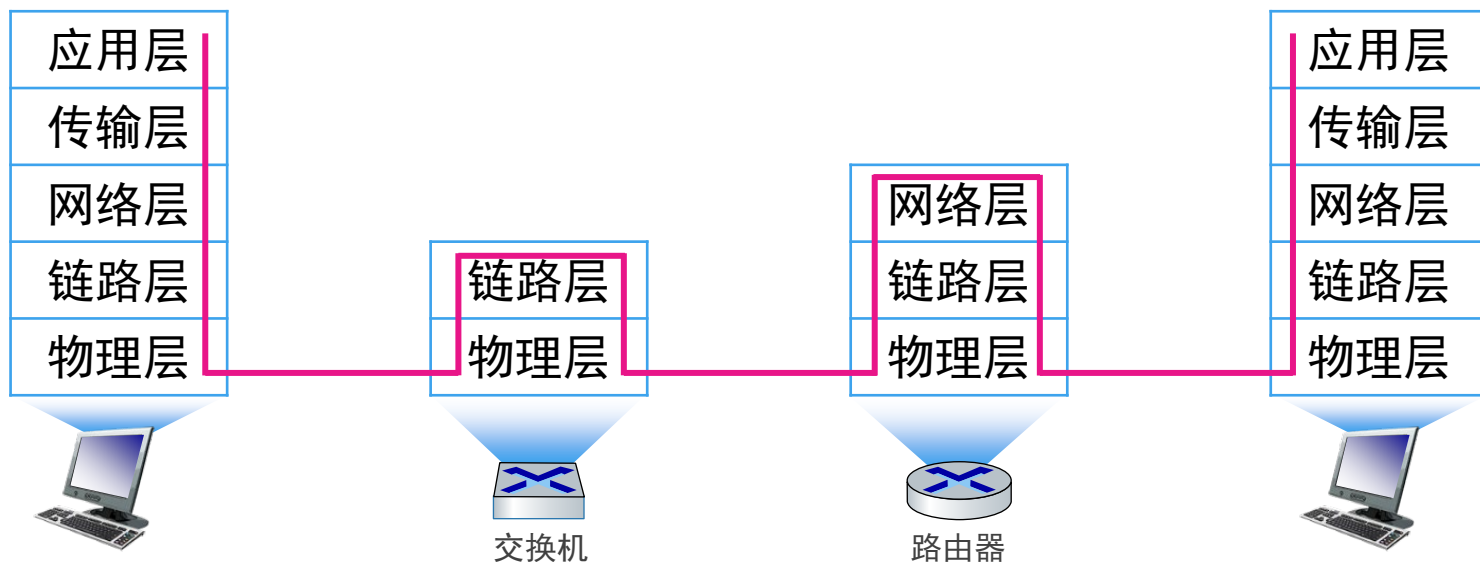 应用层
传输层
网络层
链路层
物理层
链路层
物理层
交换机
网络层
链路层
物理层
路由器
应用层
传输层
网络层
链路层
物理层